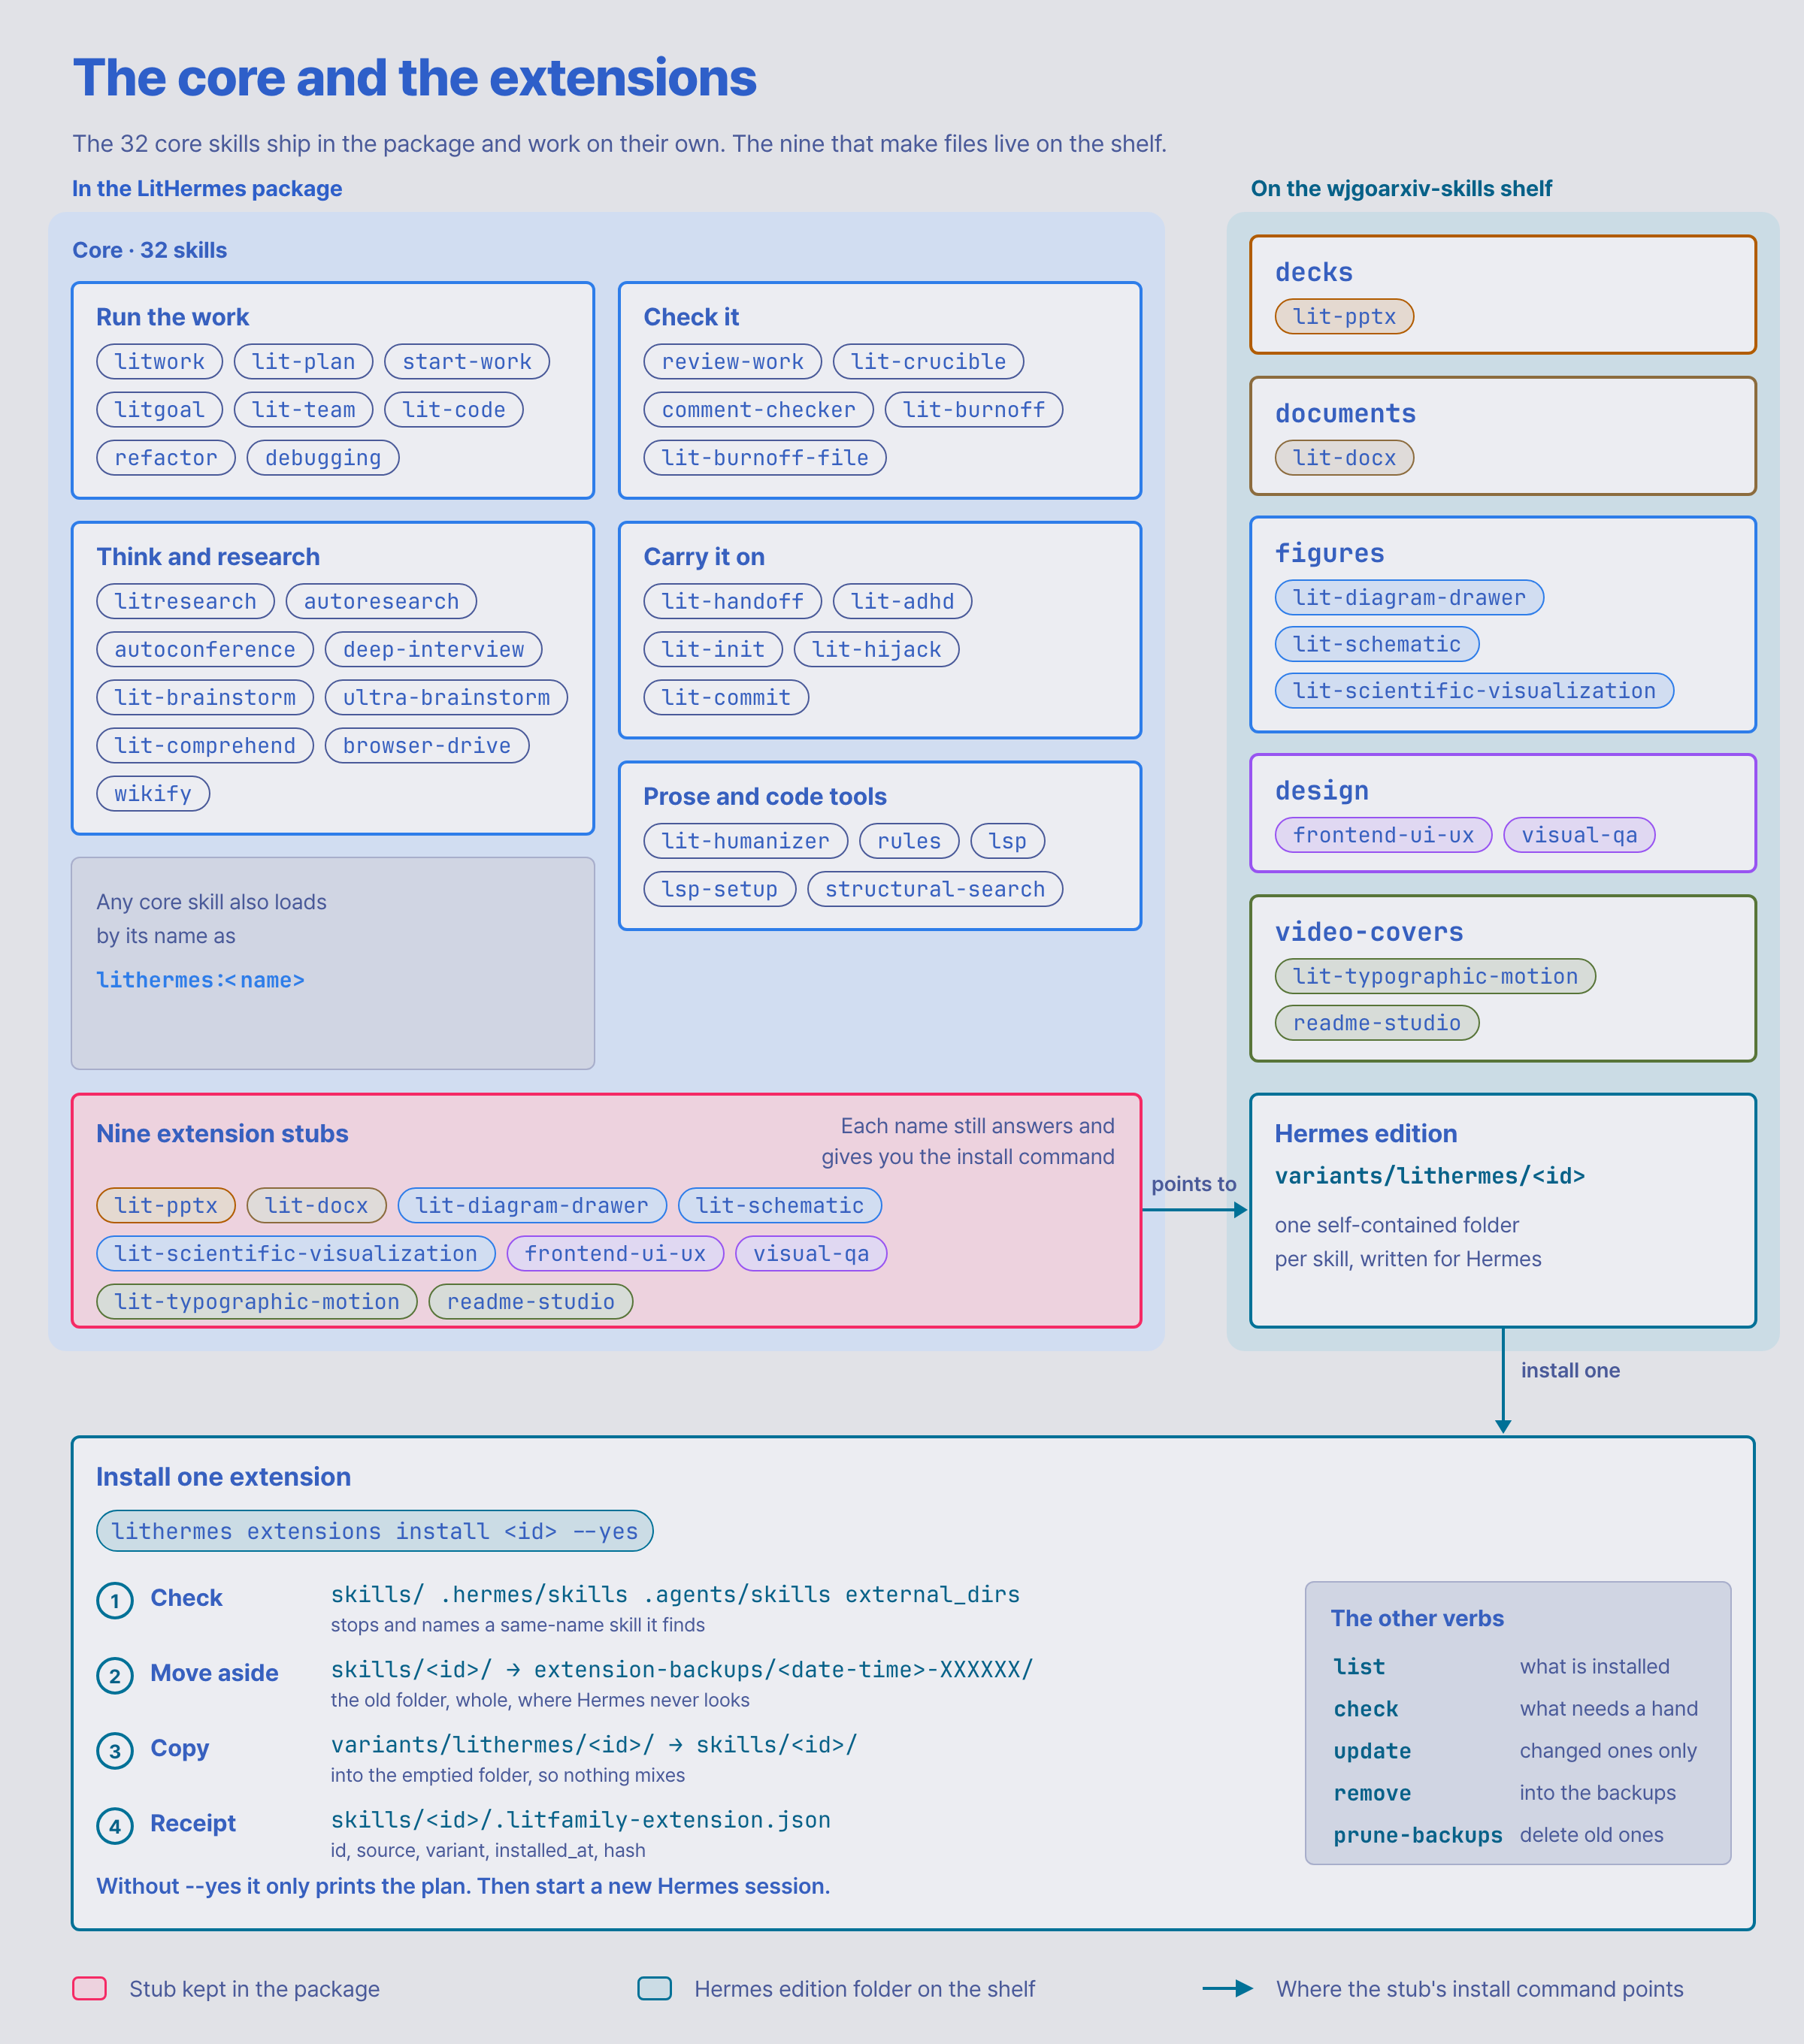 The core and the extensions
The 32 core skills ship in the package and work on their own. The nine that make files live on the shelf.
In the LitHermes package
Core · 32 skills
Run the work
litwork lit-plan start-work
litgoal lit-team lit-code
refactor debugging
Check it
review-work lit-crucible
comment-checker lit-burnoff
lit-burnoff-file
Think and research
litresearch autoresearch
autoconference deep-interview
lit-brainstorm ultra-brainstorm
lit-comprehend browser-drive
wikify
Carry it on
lit-handoff lit-adhd
lit-init lit-hijack
lit-commit
Prose and code tools
lit-humanizer rules lsp
lsp-setup structural-search
Any core skill also loads
by its name as
lithermes:<name>
Nine extension stubs
Each name still answers and
gives you the install command
lit-pptx lit-docx lit-diagram-drawer lit-schematic
lit-scientific-visualization frontend-ui-ux visual-qa
lit-typographic-motion readme-studio
points to
On the wjgoarxiv-skills shelf
decks
lit-pptx
documents
lit-docx
figures
lit-diagram-drawer
lit-schematic
lit-scientific-visualization
design
frontend-ui-ux visual-qa
video-covers
lit-typographic-motion
readme-studio
Hermes edition
variants/lithermes/<id>
one self-contained folder
per skill, written for Hermes
install one
Install one extension
lithermes extensions install <id> --yes
1 Check skills/ .hermes/skills .agents/skills external_dirs
stops and names a same-name skill it finds
2 Move aside skills/<id>/ → extension-backups/<date-time>-XXXXXX/
the old folder, whole, where Hermes never looks
3 Copy variants/lithermes/<id>/ → skills/<id>/
into the emptied folder, so nothing mixes
4 Receipt skills/<id>/.litfamily-extension.json
id, source, variant, installed_at, hash
Without --yes it only prints the plan. Then start a new Hermes session.
The other verbs
list what is installed
check what needs a hand
update changed ones only
remove into the backups
prune-backups delete old ones
Stub kept in the package
Hermes edition folder on the shelf
Where the stub's install command points